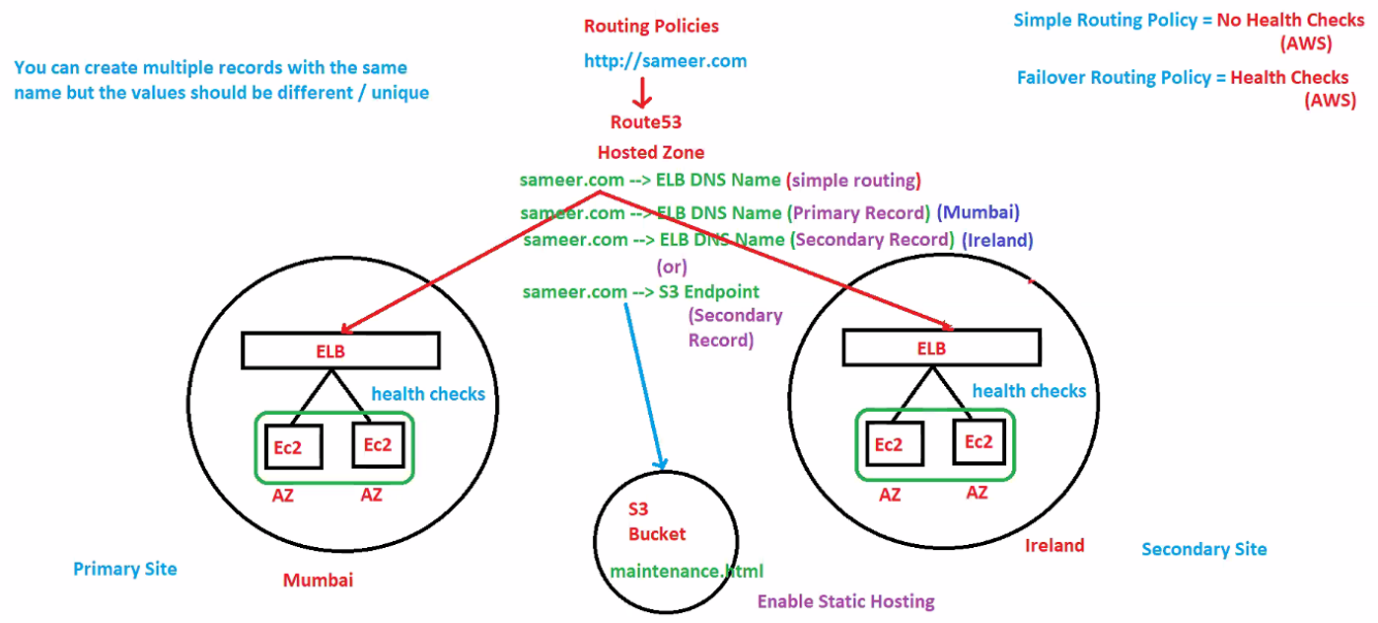 Routing Policies
http://sameer.com
Simple Routing Policy = No Health Checks
(AWS)
Failover Routing Policy = Health Checks
(AWS)
You can create multiple records with the same
name but the values should be different / unique
Route53
Hosted Zone
sameer.com --> ELB DNS Name (simple routing)
sameer.com --> ELB DNS Name (Primary Record) (Mumbai)
sameer.com --> ELB DNS Name (Secondary Record) (Ireland)
(or)
sameer.com --> S3 Endpoint
(Secondary
Record)
ELB
health checks
Ec2
Ec2
AZ
AZ
Primary Site
Mumbai
S3
Bucket
maintenance.html
Enable Static Hosting
ELB
health checks
Ec2
Ec2
AZ
AZ
Ireland
Secondary Site